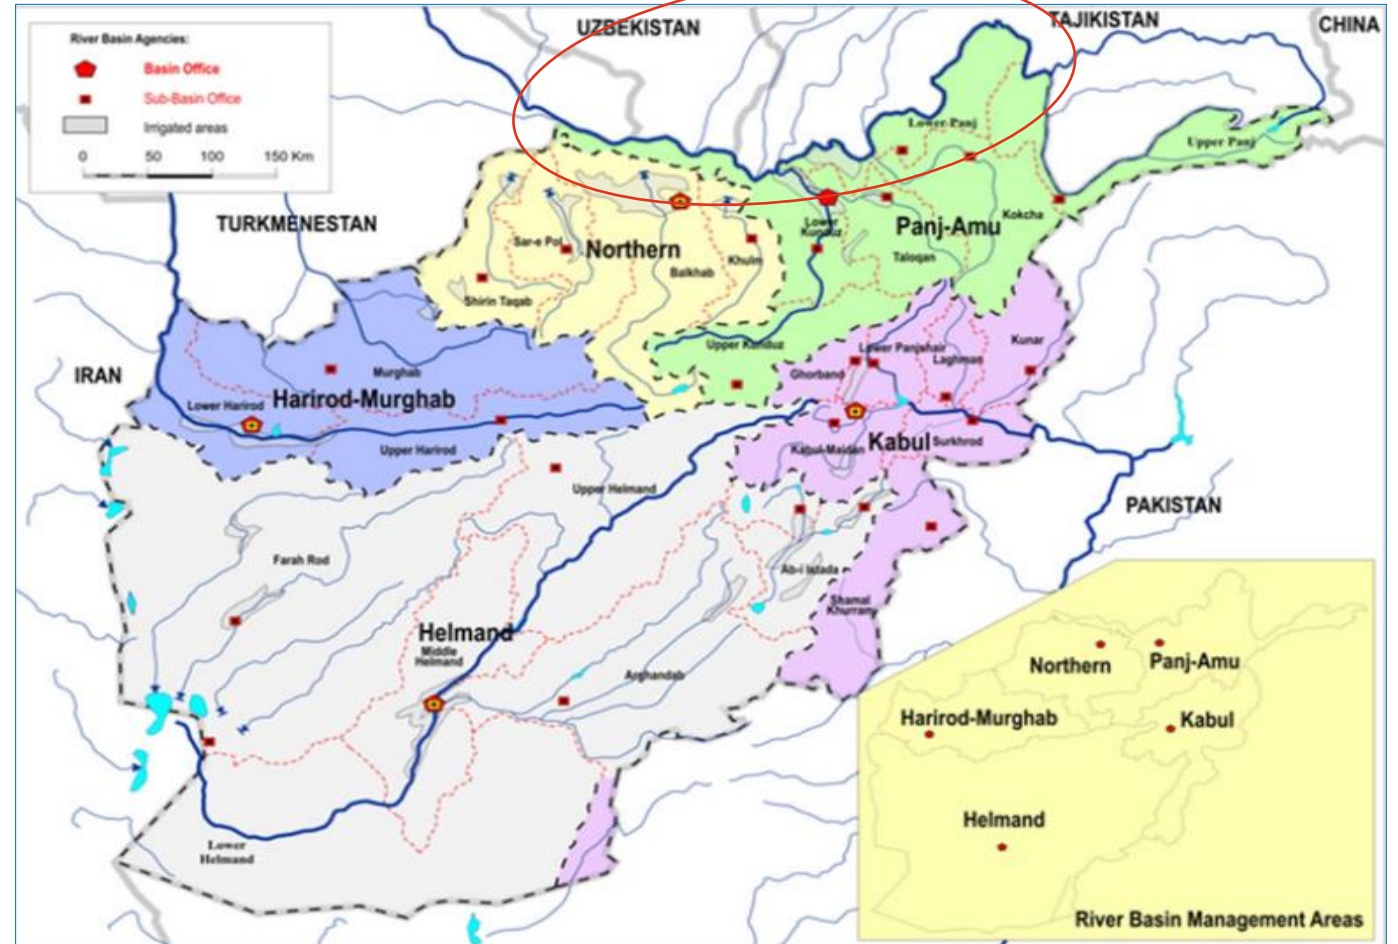 UZBEKISTAN
TAJIKISTAN
CHINA
River Basin Agencies:
Basin Office
Sub-Basin Office
Irrigated areas
0 50 100 150 Km
TURKMENESTAN
IRAN
PAKISTAN
Lower-Panj
Upper Panj
Panj-Amu
Kokcha
Lower
Kunduz
Taloqan
Sar-e Pol
Northern
Balkhab
Khulm
Shirin Taqab
Upper Kunduz
Murghab
Harirod-Murghab
Lower Harirod
Upper Harirod
Lower Panjshair
Ghorband
Laghman
Kunar
Kabul
Kabul-Maidan
Surkhrod
Upper Helmand
Farah Rod
Ab-i Istada
Shamal
Khurram
Helmand
Middle
Helmand
Arghandab
Lower
Helmand
Northern
Panj-Amu
Harirod-Murghab
Kabul
Helmand
River Basin Management Areas